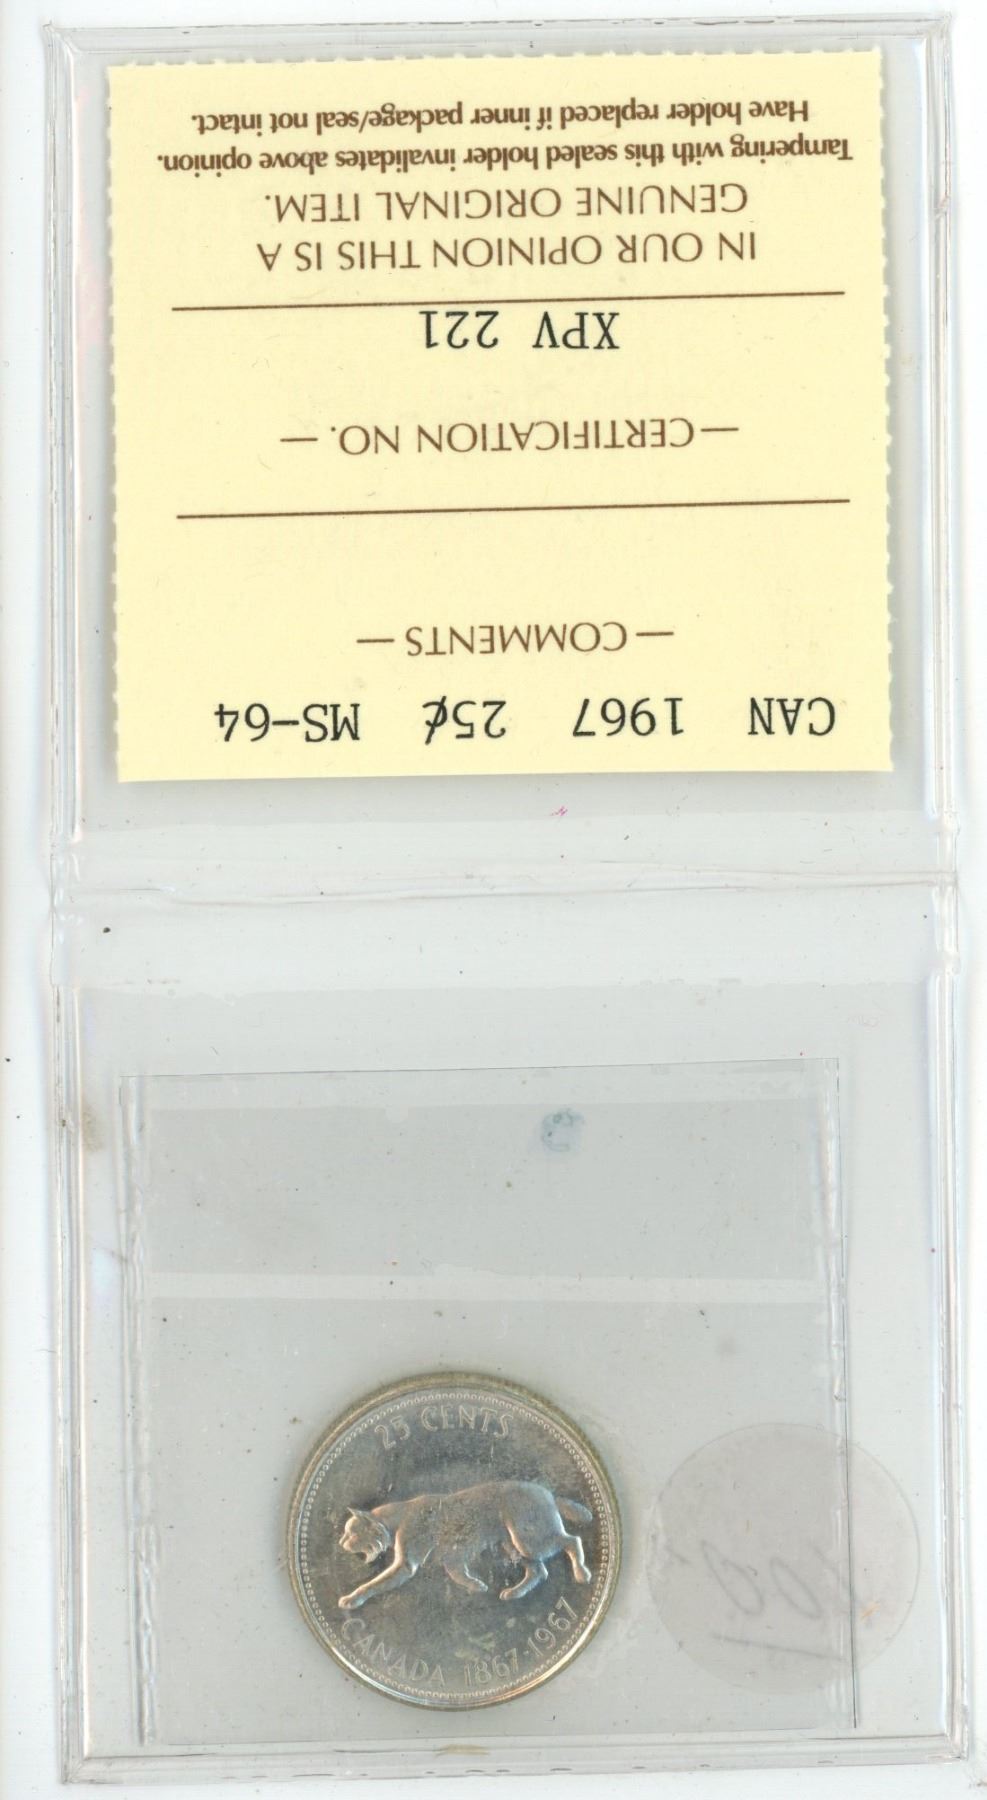 CAN 1967 25¢ MS-64
— COMMENTS —
— CERTIFICATION NO. —
XPV 221
IN OUR OPINION THIS IS A
GENUINE ORIGINAL ITEM.
Tampering with this sealed holder invalidates above opinion.
Have holder replaced if inner package/seal not intact.
25 CENTS
CANADA 1867-1967